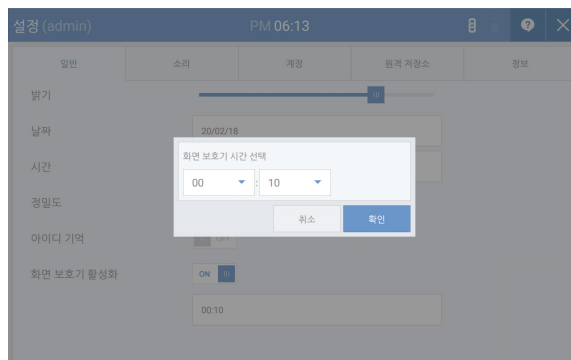 설정 (admin)
PM 06:13
일반
소리
계정
원격 저장소
정보
밝기
날짜
20/02/18
시간
정밀도
아이디 기억
OFF
화면 보호기 활성화
ON
00:10
화면 보호기 시간 선택
00 : 10
취소
확인